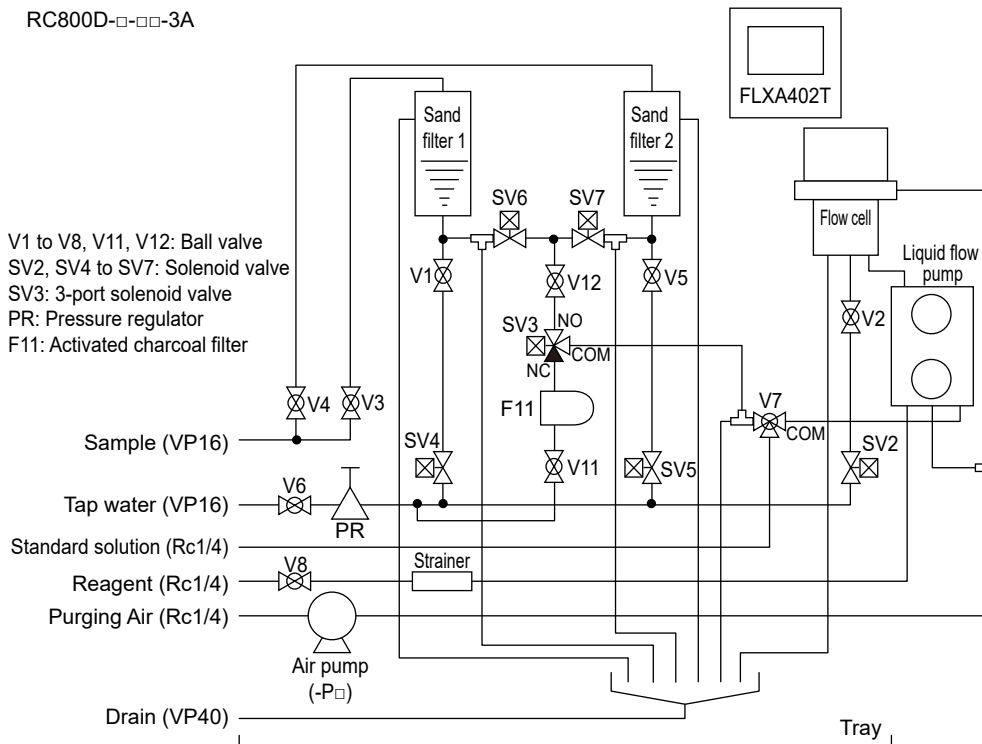 RC800D-□-□□-3A
FLXA402T
Sand
filter 1
Sand
filter 2
SV6
SV7
Flow cell
Liquid flow
pump
V1 to V8, V11, V12: Ball valve
SV2, SV4 to SV7: Solenoid valve
SV3: 3-port solenoid valve
PR: Pressure regulator
F11: Activated charcoal filter
V1
V12
V5
V2
SV3
NO
COM
NC
F11
V4
V3
V7
COM
Sample (VP16)
SV4
V11
SV5
SV2
Tap water (VP16)
V6
PR
Standard solution (Rc1/4)
Reagent (Rc1/4)
V8
Strainer
Purging Air (Rc1/4)
Air pump
(-P□)
Drain (VP40)
Tray